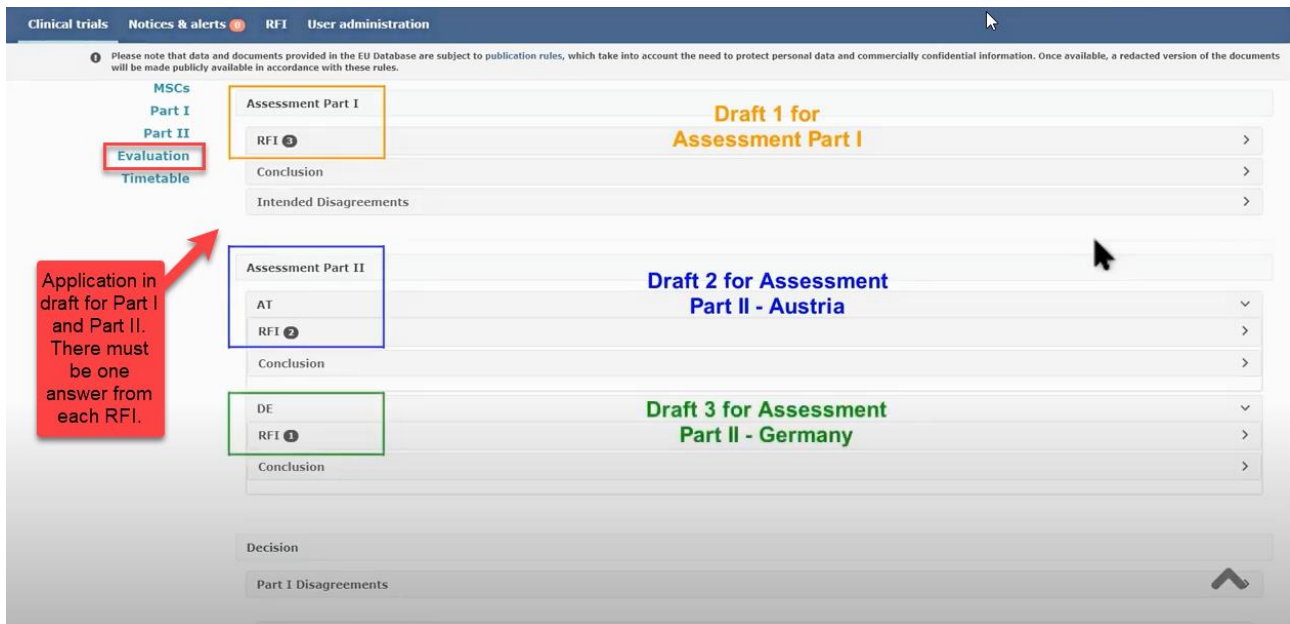 Clinical trials Notices & alerts 0 RFI User administration
Please note that data and documents provided in the EU Database are subject to publication rules, which take into account the need to protect personal data and commercially confidential information. Once available, a redacted version of the documents
will be made publicly available in accordance with these rules.
MSCs
Part I
Part II
Evaluation
Timetable
Application in
draft for Part I
and Part II.
There must
be one
answer from
each RFI.
Assessment Part I
RFI 3
Draft 1 for
Assessment Part I
Conclusion
Intended Disagreements
Assessment Part II
AT
RFI 2
Draft 2 for Assessment
Part II - Austria
Conclusion
DE
RFI 1
Draft 3 for Assessment
Part II - Germany
Conclusion
Decision
Part I Disagreements